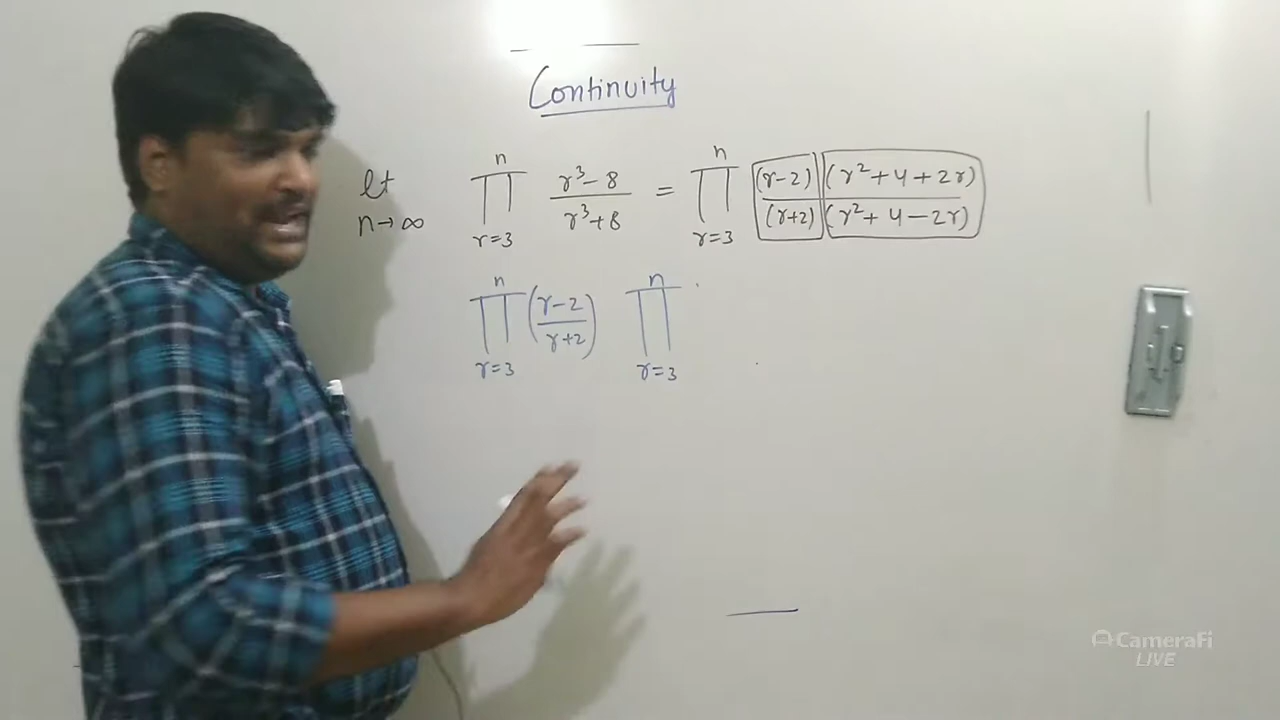 Continuity
lt n→∞ n ∏ r=3 r³-8 / r³+8 = n ∏ r=3 (r-2) (r²+4+2r) / (r+2) (r²+4-2r)
n ∏ r=3 (r-2 / r+2) n ∏ r=3
CameraFi
LIVE